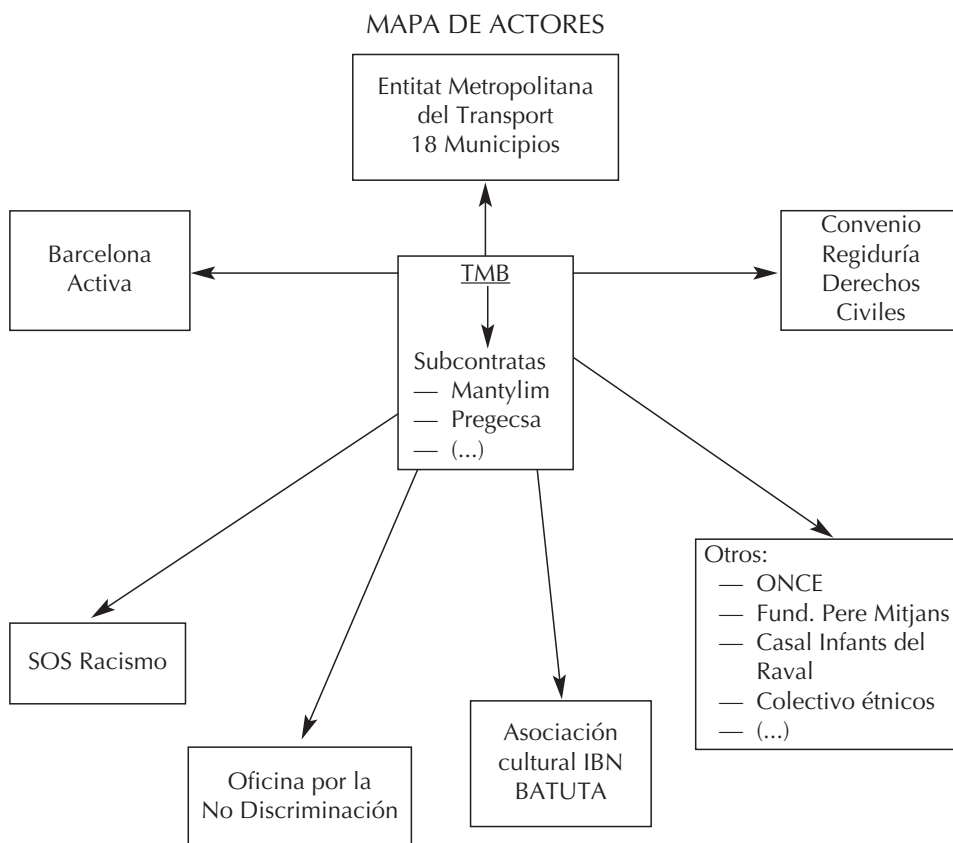 MAPA DE ACTORES
Entitat Metropolitana
del Transport
18 Municipios
Barcelona
Activa
TMB
Subcontratas
— Mantylim
— Pregecsa
— (...)
Convenio
Regiduría
Derechos
Civiles
SOS Racismo
Oficina por la
No Discriminación
Asociación
cultural IBN
BATUTA
Otros:
— ONCE
— Fund. Pere Mitjans
— Casal Infants del
Raval
— Colectivo étnicos
— (...)